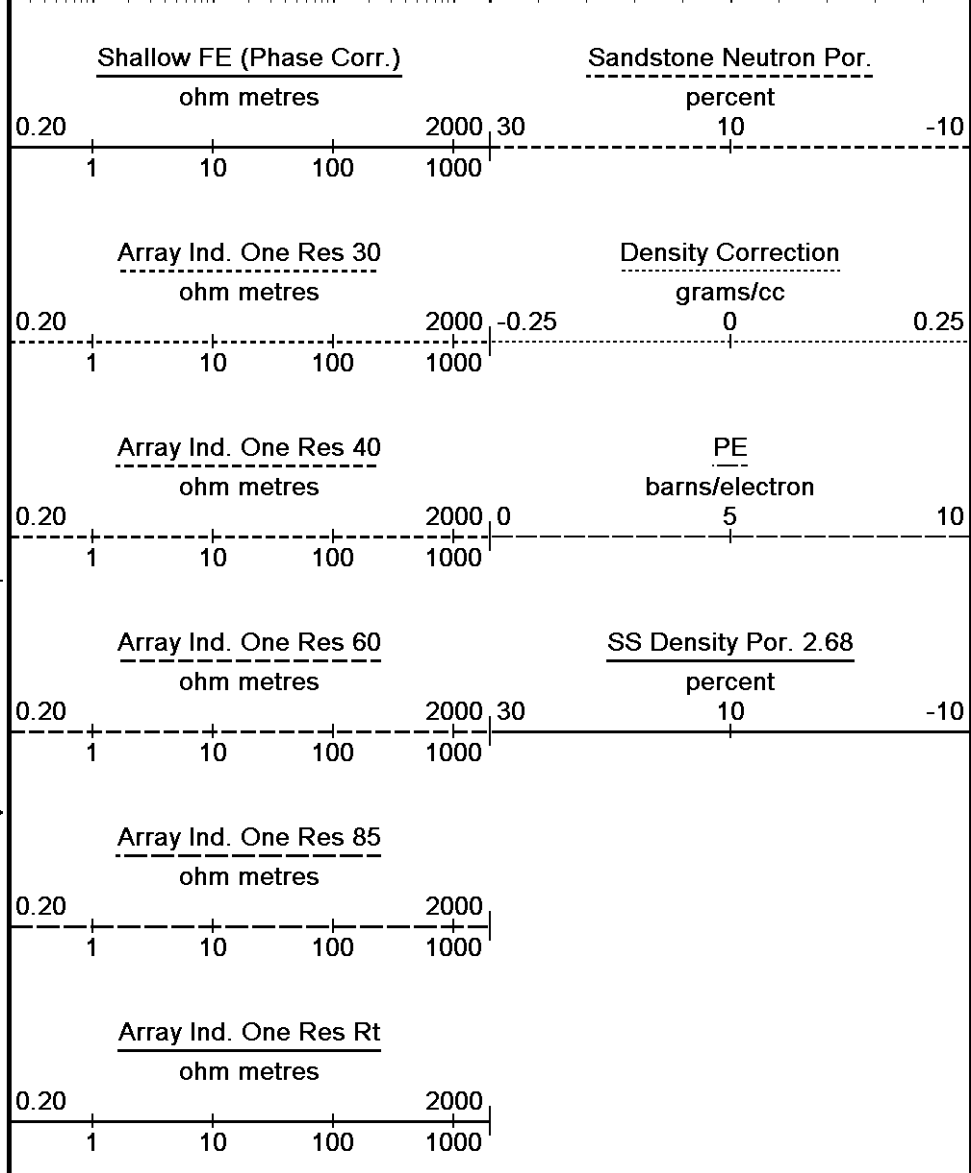 Shallow FE (Phase Corr.)
ohm metres
0.20 2000
1 10 100 1000
Sandstone Neutron Por.
percent
30 10 -10
Array Ind. One Res 30
ohm metres
0.20 2000
1 10 100 1000
Density Correction
grams/cc
-0.25 0 0.25
Array Ind. One Res 40
ohm metres
0.20 2000
1 10 100 1000
PE
barns/electron
0 5 10
Array Ind. One Res 60
ohm metres
0.20 2000
1 10 100 1000
SS Density Por. 2.68
percent
30 10 -10
Array Ind. One Res 85
ohm metres
0.20 2000
1 10 100 1000
Array Ind. One Res Rt
ohm metres
0.20 2000
1 10 100 1000